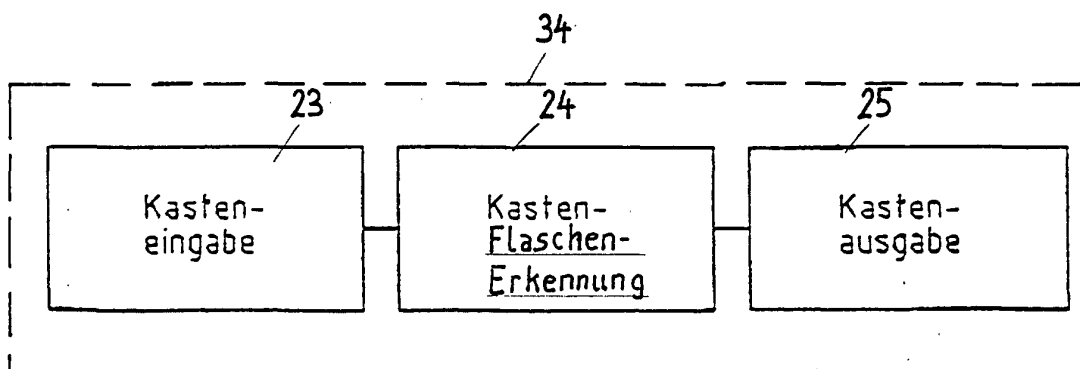 34
23
24
25
Kasten-
eingabe
Kasten-
Flaschen-
Erkennung
Kasten-
ausgabe